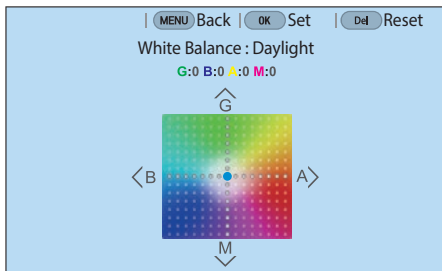 | MENU Back | OK Set | Del Reset
White Balance : Daylight
G:0 B:0 A:0 M:0
G
B A
M